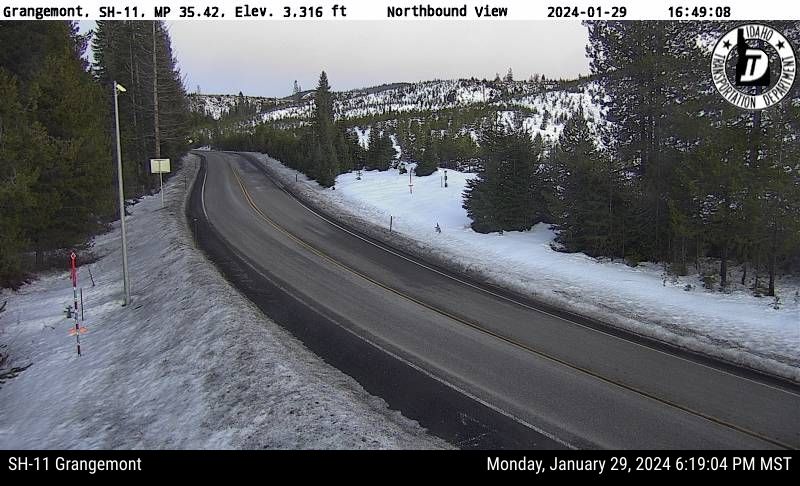 Grangemont, SH-11, MP 35.42, Elev. 3,316 ft Northbound View 2024-01-29 16:49:08
IDAHO
TRANSPORTATION DEPARTMENT
SH-11 Grangemont Monday, January 29, 2024 6:19:04 PM MST